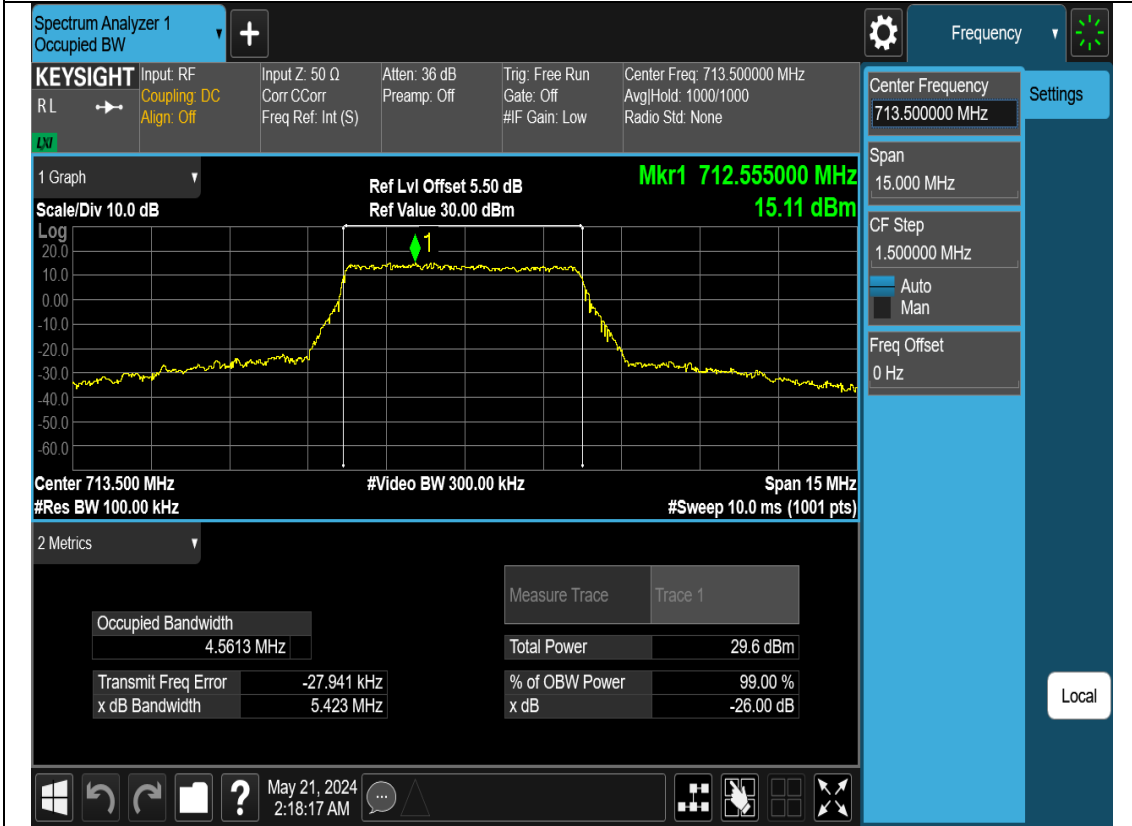 Spectrum Analyzer 1
Occupied BW
+
Frequency
KEYSIGHT
RL
LXI
Input: RF
Coupling: DC
Align: Off
Input Z: 50 Ω
Corr CCorr
Freq Ref: Int (S)
Atten: 36 dB
Preamp: Off
Trig: Free Run
Gate: Off
#IF Gain: Low
Center Freq: 713.500000 MHz
Avg|Hold: 1000/1000
Radio Std: None
Center Frequency
713.500000 MHz
Settings
Span
15.000 MHz
CF Step
1.500000 MHz
Auto
Man
Freq Offset
0 Hz
Local
1 Graph
Scale/Div 10.0 dB
Ref Lvl Offset 5.50 dB
Ref Value 30.00 dBm
Mkr1 712.555000 MHz
15.11 dBm
Log
1
20.0
10.0
0.00
-10.0
-20.0
-30.0
-40.0
-50.0
-60.0
Center 713.500 MHz
#Res BW 100.00 kHz
#Video BW 300.00 kHz
Span 15 MHz
#Sweep 10.0 ms (1001 pts)
2 Metrics
Measure Trace Trace 1
Occupied Bandwidth
4.5613 MHz
Total Power 29.6 dBm
Transmit Freq Error -27.941 kHz
% of OBW Power 99.00 %
x dB Bandwidth 5.423 MHz
x dB -26.00 dB
?
May 21, 2024
2:18:17 AM